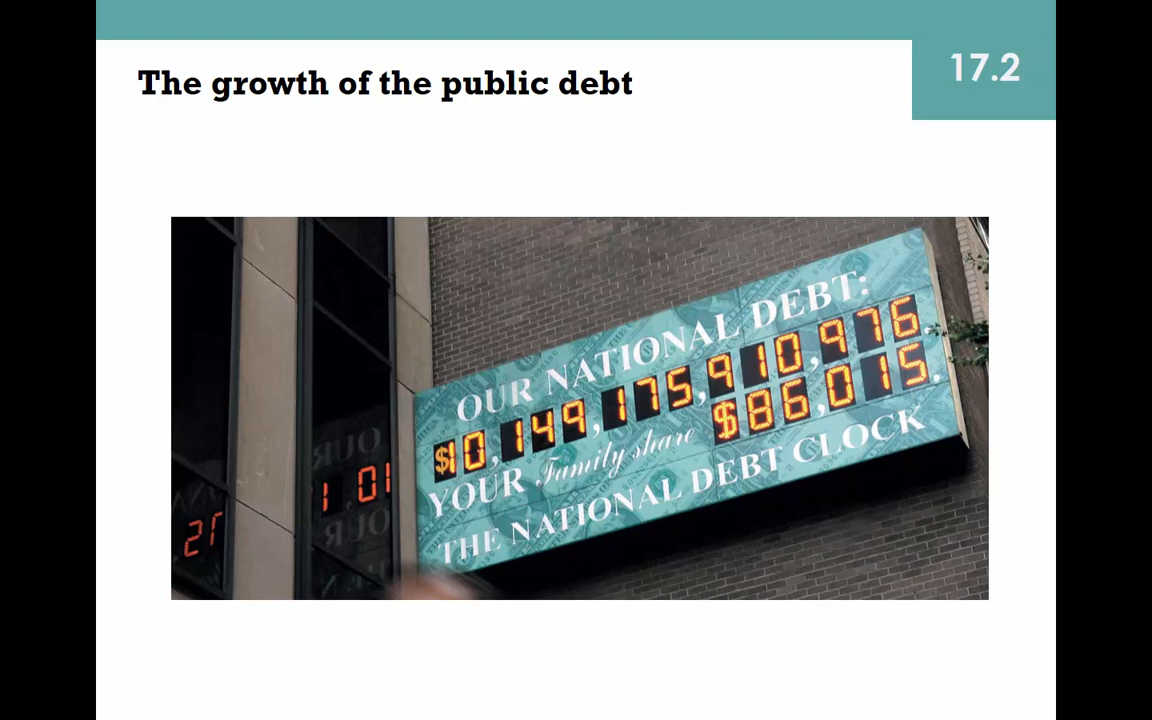 The growth of the public debt
17.2
OUR NATIONAL DEBT:
$10,149,175,910,976.
YOUR Family share $86,015.
THE NATIONAL DEBT CLOCK